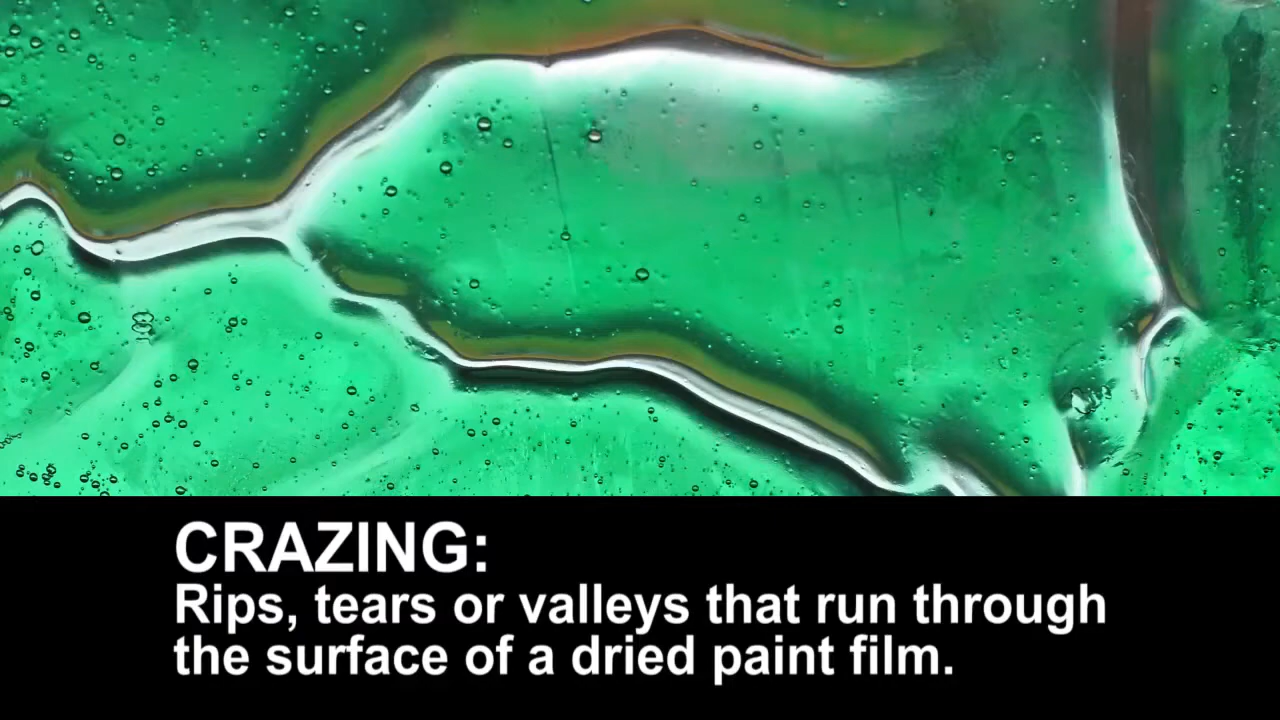 CRAZING:
Rips, tears or valleys that run through
the surface of a dried paint film.